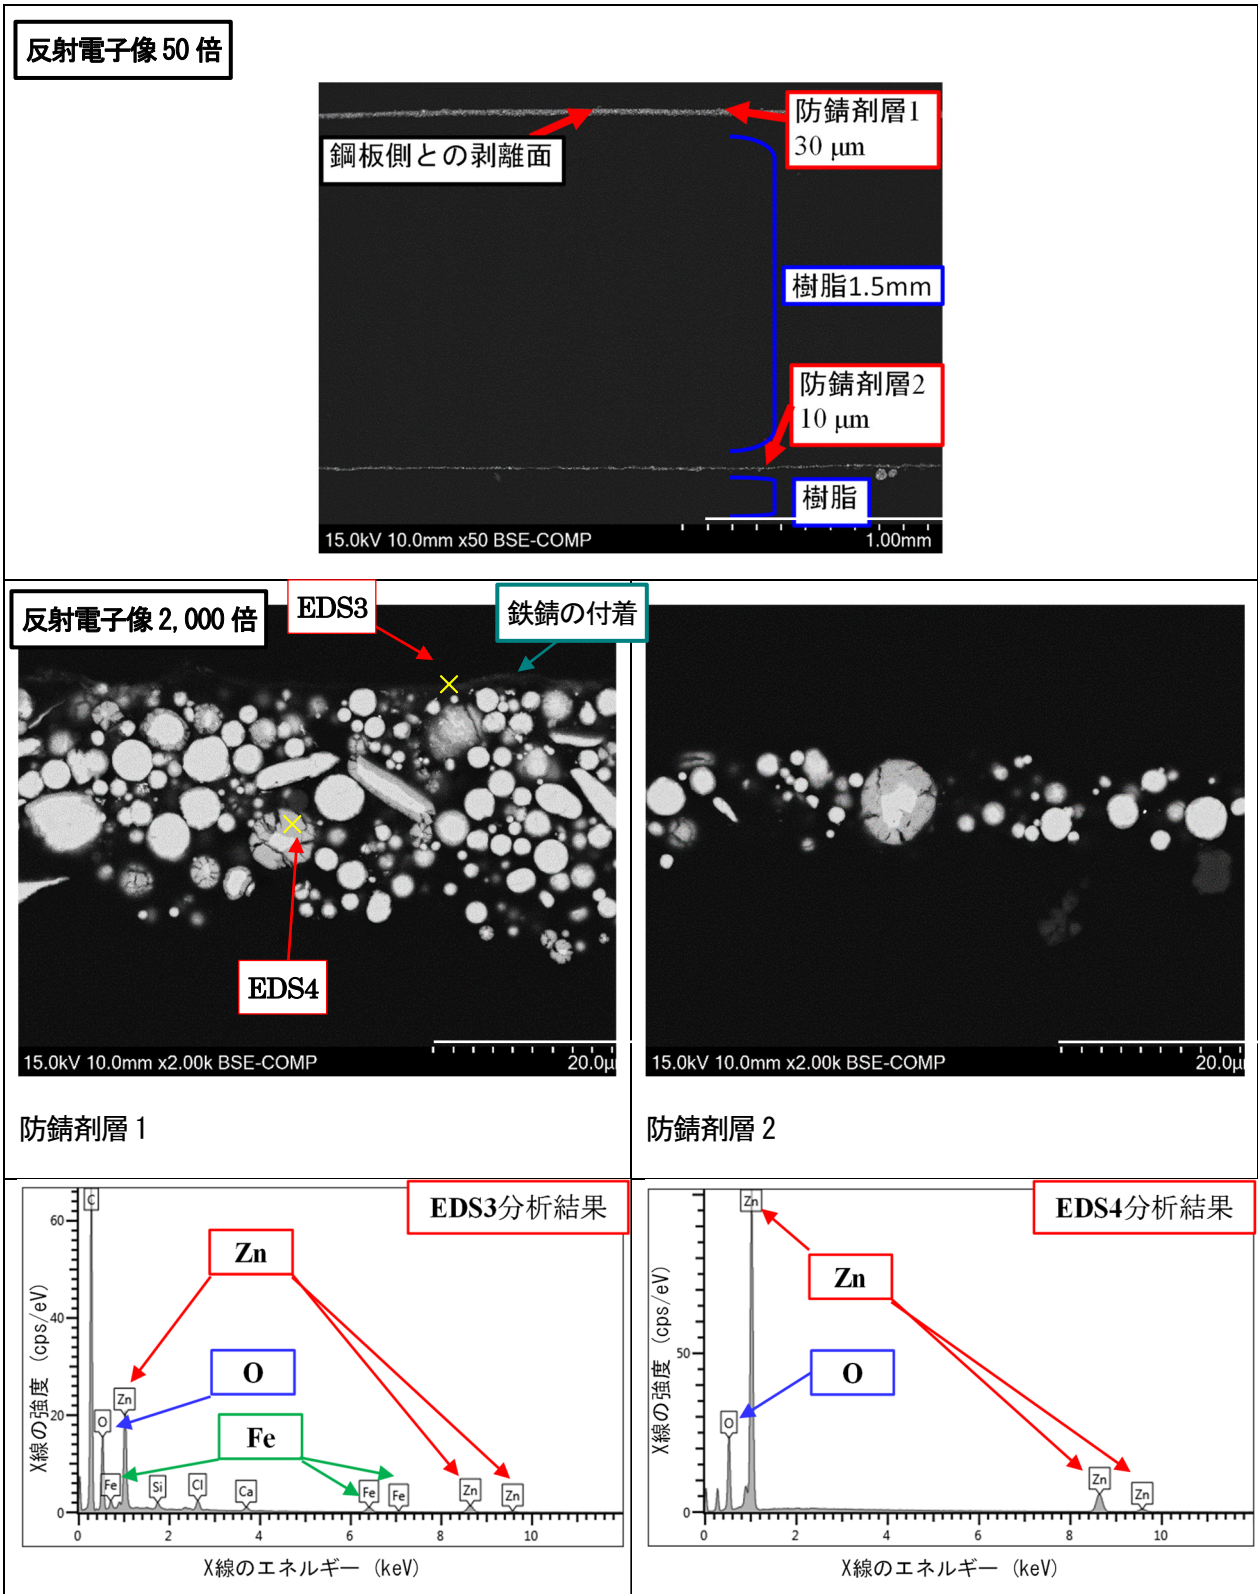 反射電子像 50 倍
防錆剤層1
30 μm
鋼板側との剥離面
樹脂1.5mm
防錆剤層2
10 μm
樹脂
15.0kV 10.0mm x50 BSE-COMP
1.00mm
反射電子像 2,000 倍
EDS3
鉄錆の付着
EDS4
15.0kV 10.0mm x2.00k BSE-COMP
20.0μ
15.0kV 10.0mm x2.00k BSE-COMP
20.0μ
防錆剤層 1
防錆剤層 2
EDS3分析結果
C
60
Zn
40
O
Zn
20
O
Fe
Fe
Si
Cl
Ca
Fe
Fe
Zn
Zn
0
0
2
4
6
8
10
X線の強度 (cps/eV)
X線のエネルギー (keV)
EDS4分析結果
Zn
Zn
50
O
O
Zn
Zn
0
0
2
4
6
8
10
X線の強度 (cps/eV)
X線のエネルギー (keV)